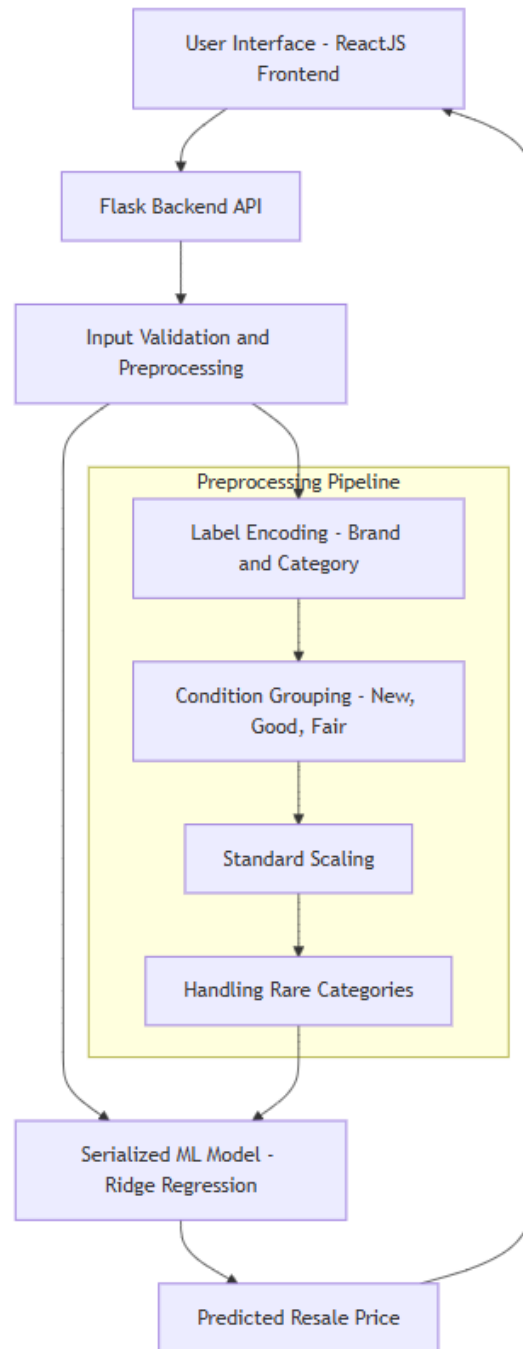 User Interface - ReactJS
Frontend
Flask Backend API
Input Validation and
Preprocessing
Preprocessing Pipeline
Label Encoding - Brand
and Category
Condition Grouping - New,
Good, Fair
Standard Scaling
Handling Rare Categories
Serialized ML Model -
Ridge Regression
Predicted Resale Price